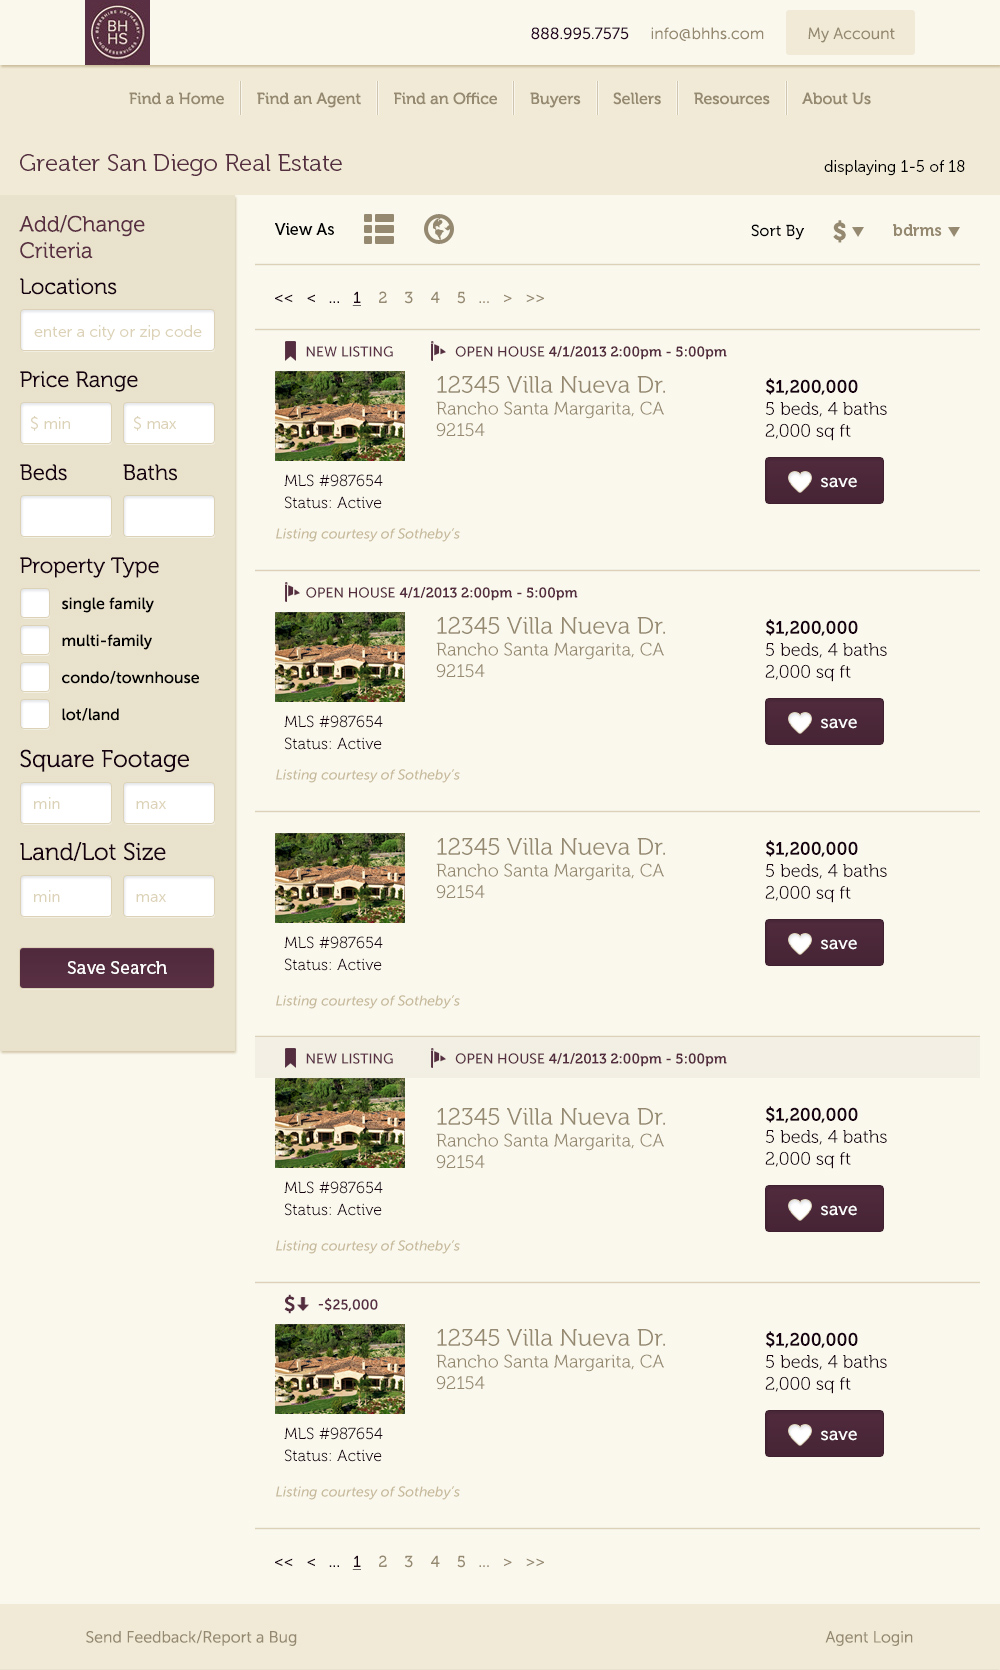 BERKSHIRE HATHAWAY
BH
HS
HOMESERVICES
888.995.7575 info@bhhs.com My Account
Find a Home Find an Agent Find an Office Buyers Sellers Resources About Us
Greater San Diego Real Estate
displaying 1-5 of 18
Add/Change
Criteria
Locations
enter a city or zip code
Price Range
$ min $ max
Beds Baths
Property Type
single family
multi-family
condo/townhouse
lot/land
Square Footage
min max
Land/Lot Size
min max
Save Search
View As
Sort By $ ▼ bdrms ▼
<< < ... 1 2 3 4 5 ... > >>
NEW LISTING OPEN HOUSE 4/1/2013 2:00pm - 5:00pm
12345 Villa Nueva Dr.
Rancho Santa Margarita, CA
92154
$1,200,000
5 beds, 4 baths
2,000 sq ft
save
MLS #987654
Status: Active
Listing courtesy of Sotheby's
OPEN HOUSE 4/1/2013 2:00pm - 5:00pm
12345 Villa Nueva Dr.
Rancho Santa Margarita, CA
92154
$1,200,000
5 beds, 4 baths
2,000 sq ft
save
MLS #987654
Status: Active
Listing courtesy of Sotheby's
12345 Villa Nueva Dr.
Rancho Santa Margarita, CA
92154
$1,200,000
5 beds, 4 baths
2,000 sq ft
save
MLS #987654
Status: Active
Listing courtesy of Sotheby's
NEW LISTING OPEN HOUSE 4/1/2013 2:00pm - 5:00pm
12345 Villa Nueva Dr.
Rancho Santa Margarita, CA
92154
$1,200,000
5 beds, 4 baths
2,000 sq ft
save
MLS #987654
Status: Active
Listing courtesy of Sotheby's
$ -$25,000
12345 Villa Nueva Dr.
Rancho Santa Margarita, CA
92154
$1,200,000
5 beds, 4 baths
2,000 sq ft
save
MLS #987654
Status: Active
Listing courtesy of Sotheby's
<< < ... 1 2 3 4 5 ... > >>
Send Feedback/Report a Bug Agent Login